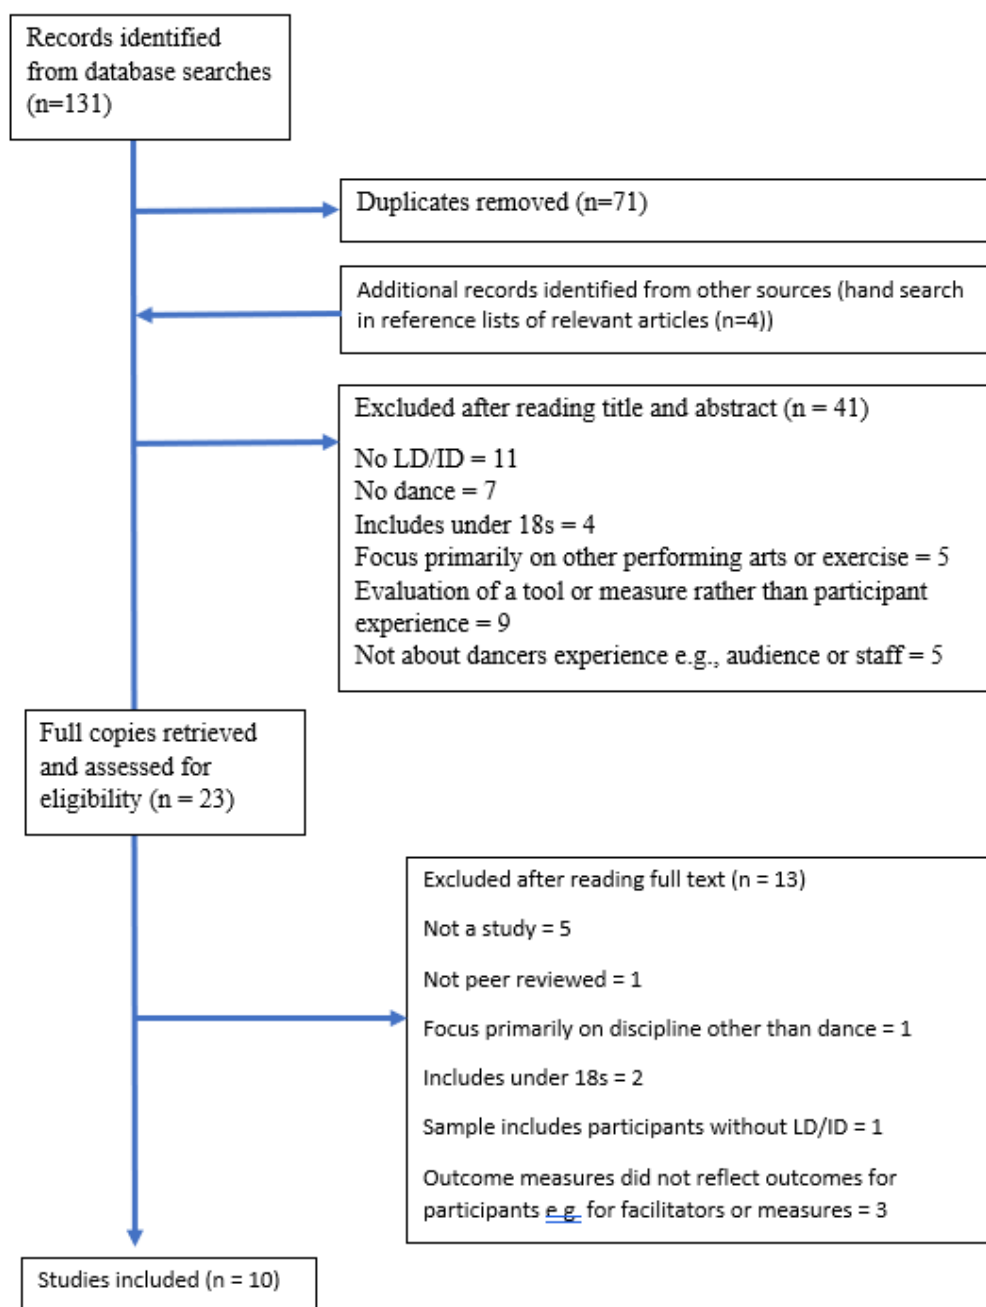 Records identified
from database searches
(n=131)
Duplicates removed (n=71)
Additional records identified from other sources (hand search
in reference lists of relevant articles (n=4))
Excluded after reading title and abstract (n = 41)
No LD/ID = 11
No dance = 7
Includes under 18s = 4
Focus primarily on other performing arts or exercise = 5
Evaluation of a tool or measure rather than participant
experience = 9
Not about dancers experience e.g., audience or staff = 5
Full copies retrieved
and assessed for
eligibility (n = 23)
Excluded after reading full text (n = 13)
Not a study = 5
Not peer reviewed = 1
Focus primarily on discipline other than dance = 1
Includes under 18s = 2
Sample includes participants without LD/ID = 1
Outcome measures did not reflect outcomes for
participants e.g. for facilitators or measures = 3
Studies included (n = 10)